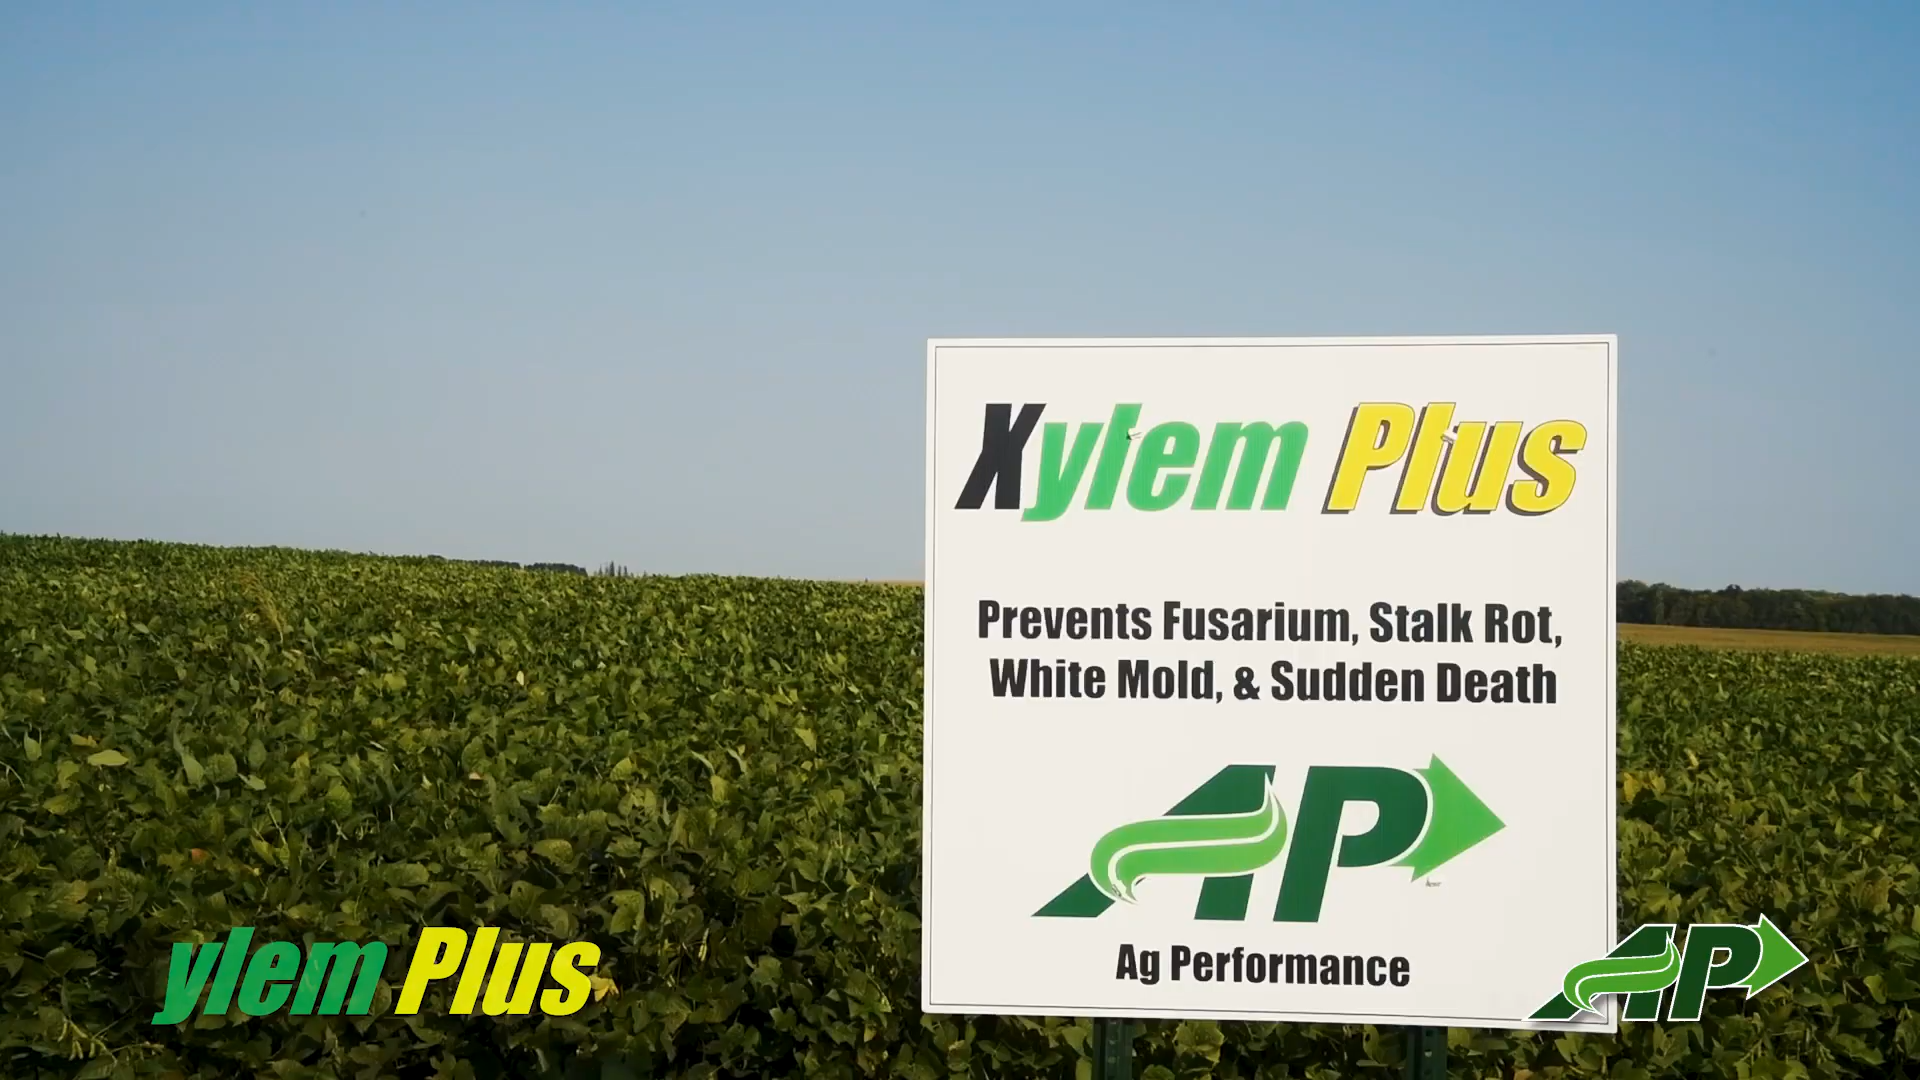 Xylem Plus
Prevents Fusarium, Stalk Rot,
White Mold, & Sudden Death
AP
Ag Performance
ylem Plus
AP